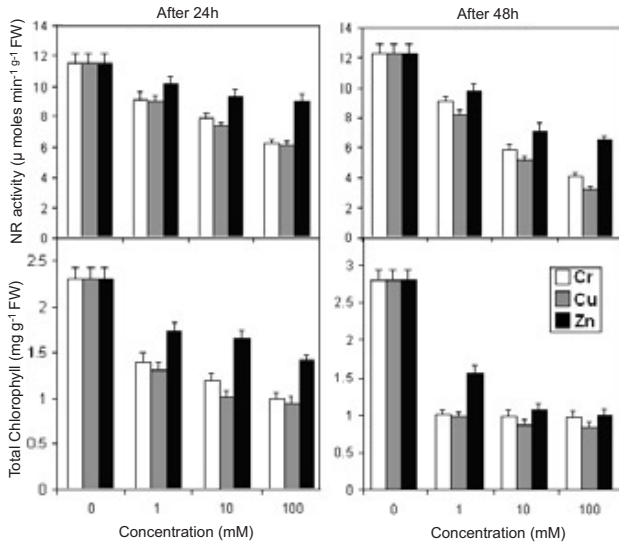 After 24h
After 48h
NR activity (µ moles min⁻¹ g⁻¹ FW)
14
12
10
8
6
4
2
0
14
12
10
8
6
4
2
0
Total Chlorophyll (mg g⁻¹ FW)
2.5
2
1.5
1
0.5
0
3
2.5
2
1.5
1
0.5
0
Cr
Cu
Zn
0 1 10 100
0 1 10 100
Concentration (mM)
Concentration (mM)